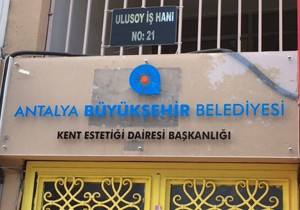 ULUSOY İŞ HANI
NO: 21
ANTALYA BÜYÜKŞEHİR BELEDİYESİ
KENT ESTETİĞİ DAİRESİ BAŞKANLIĞI